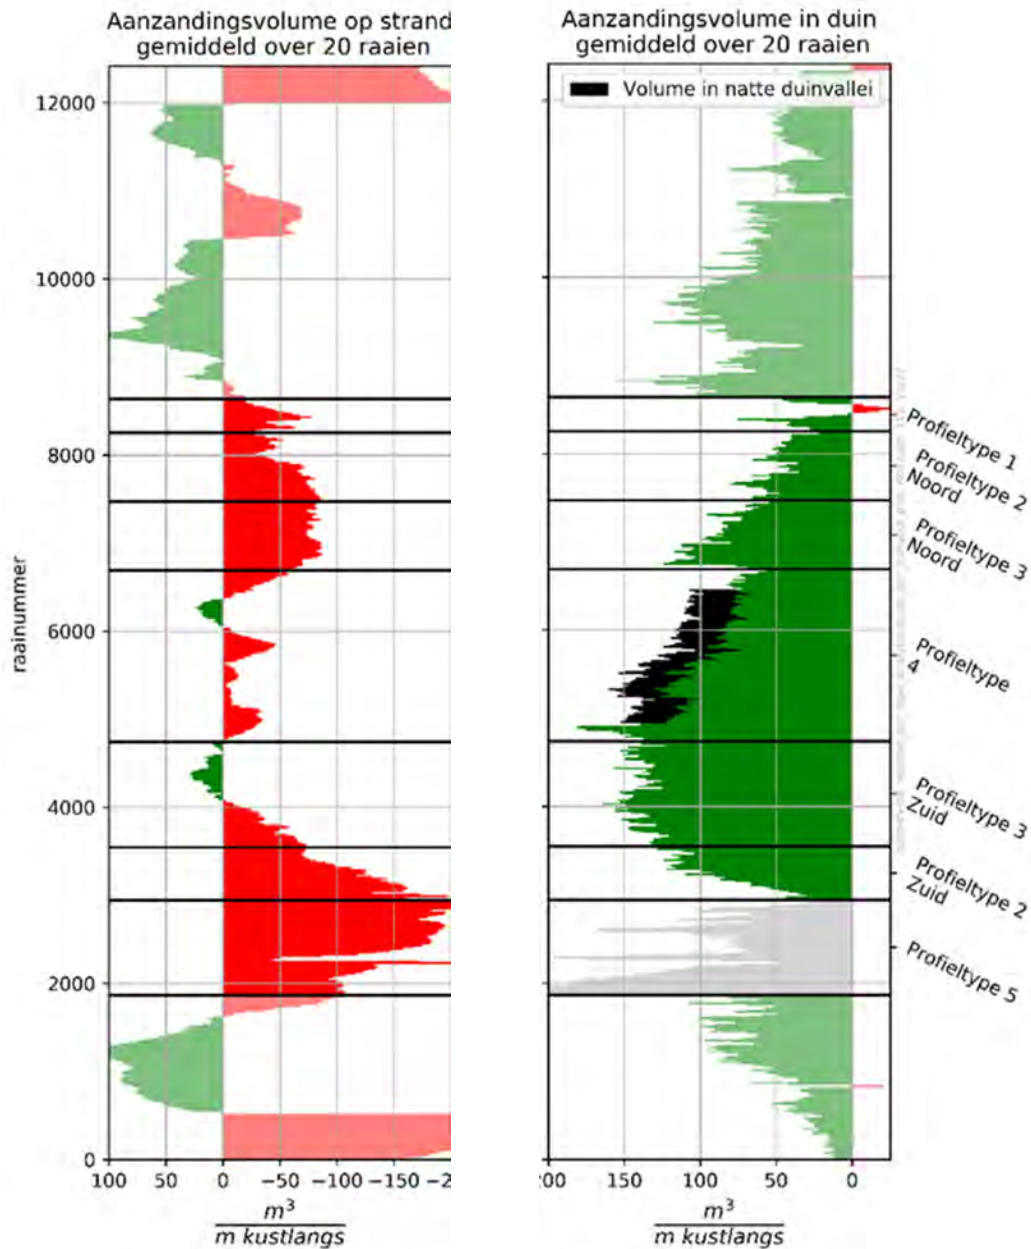 Aanzandingsvolume op strand
gemiddeld over 20 raaien
12000
10000
8000
6000
4000
2000
0
raainummer
100 50 0 −50 −100 −150 −2
m³
m kustlangs
Aanzandingsvolume in duin
gemiddeld over 20 raaien
Volume in natte duinvallei
Profieltype 1
Profieltype 2
Noord
Profieltype 3
Noord
Profieltype
4
Profieltype 3
Zuid
Profieltype 2
Zuid
Profieltype 5
200 150 100 50 0
m³
m kustlangs